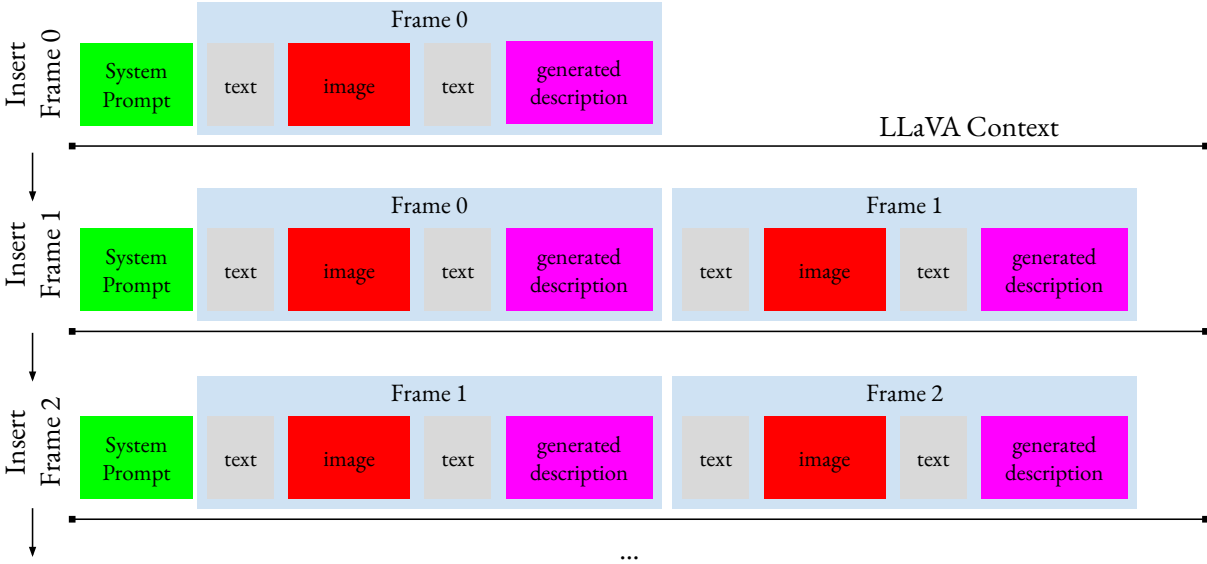 Insert
Frame 0
Frame 0
System
Prompt
text
image
text
generated
description
LLaVA Context
Insert
Frame 1
Frame 0
Frame 1
System
Prompt
text
image
text
generated
description
text
image
text
generated
description
Insert
Frame 2
Frame 1
Frame 2
System
Prompt
text
image
text
generated
description
text
image
text
generated
description
...